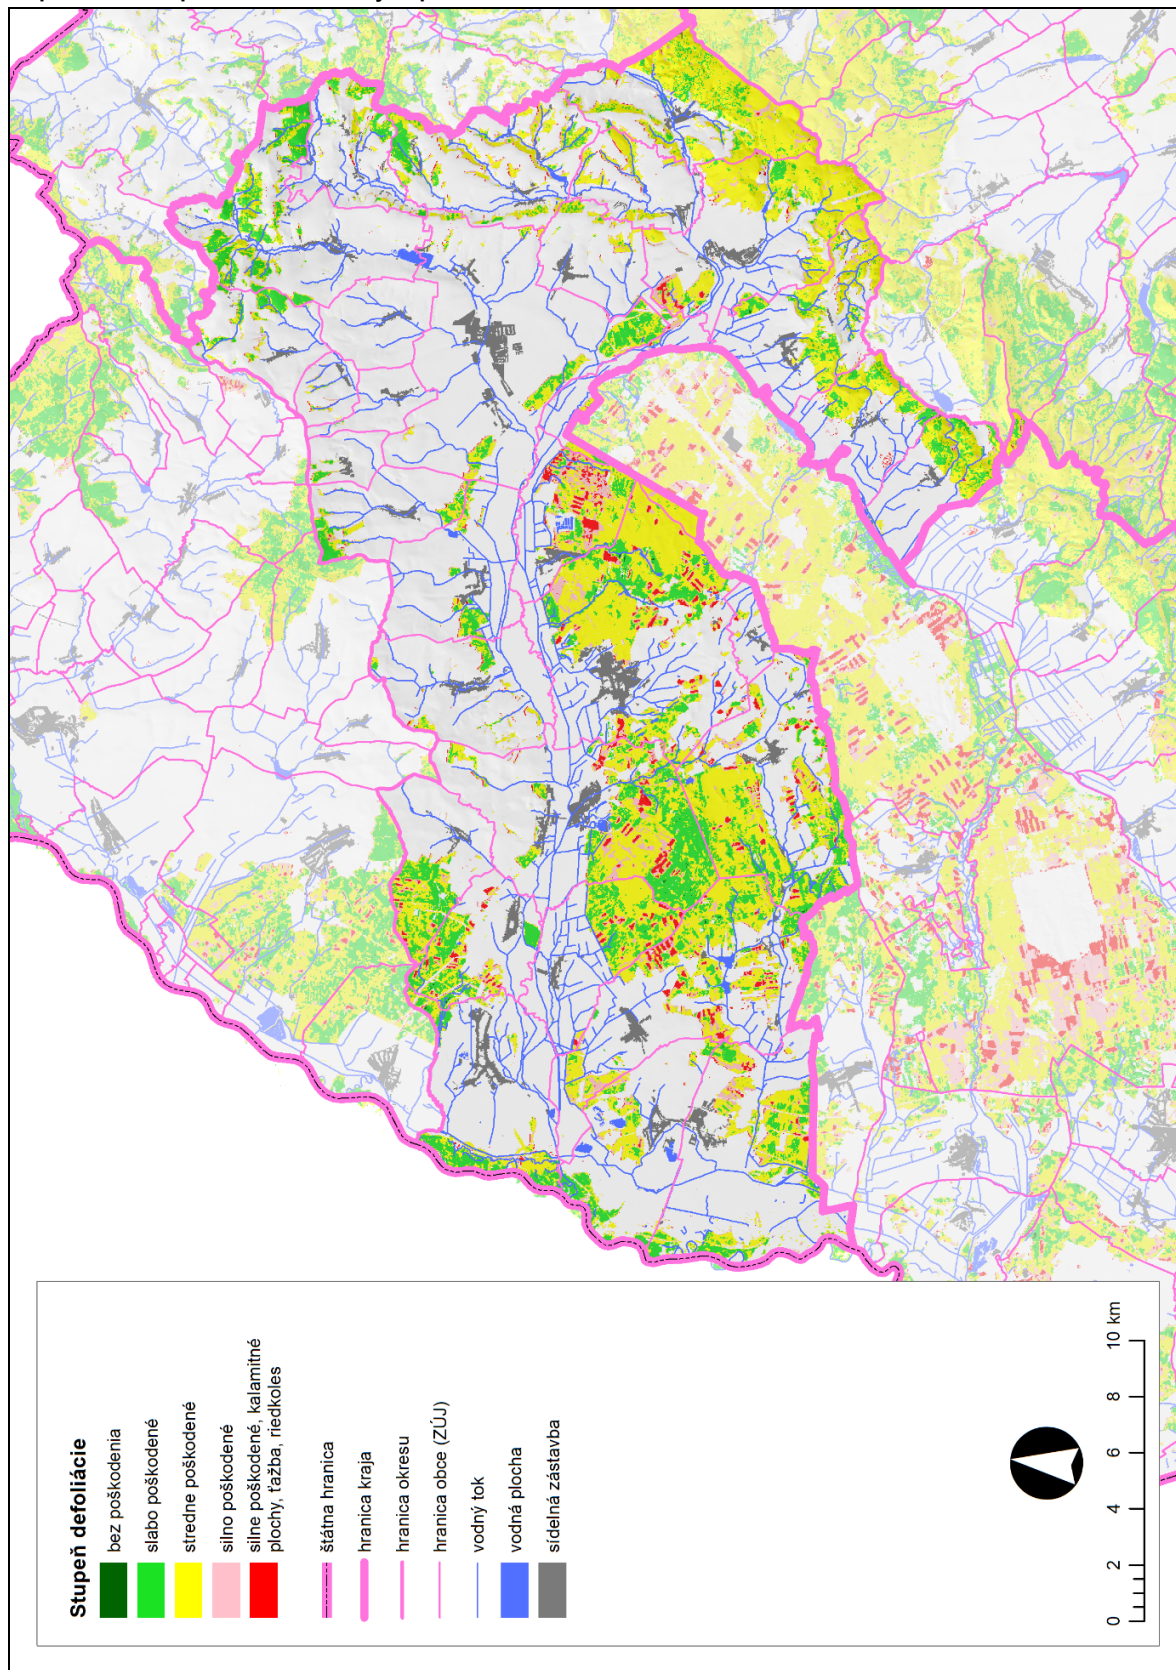 Stupeň defoliácie
bez poškodenia
slabo poškodené
stredne poškodené
silno poškodené
silne poškodené, kalamitné
plochy, ťažba, riedkoles
štátna hranica
hranica kraja
hranica okresu
hranica obce (ZÚJ)
vodný tok
vodná plocha
sídelná zástavba
0 2 4 6 8 10 km